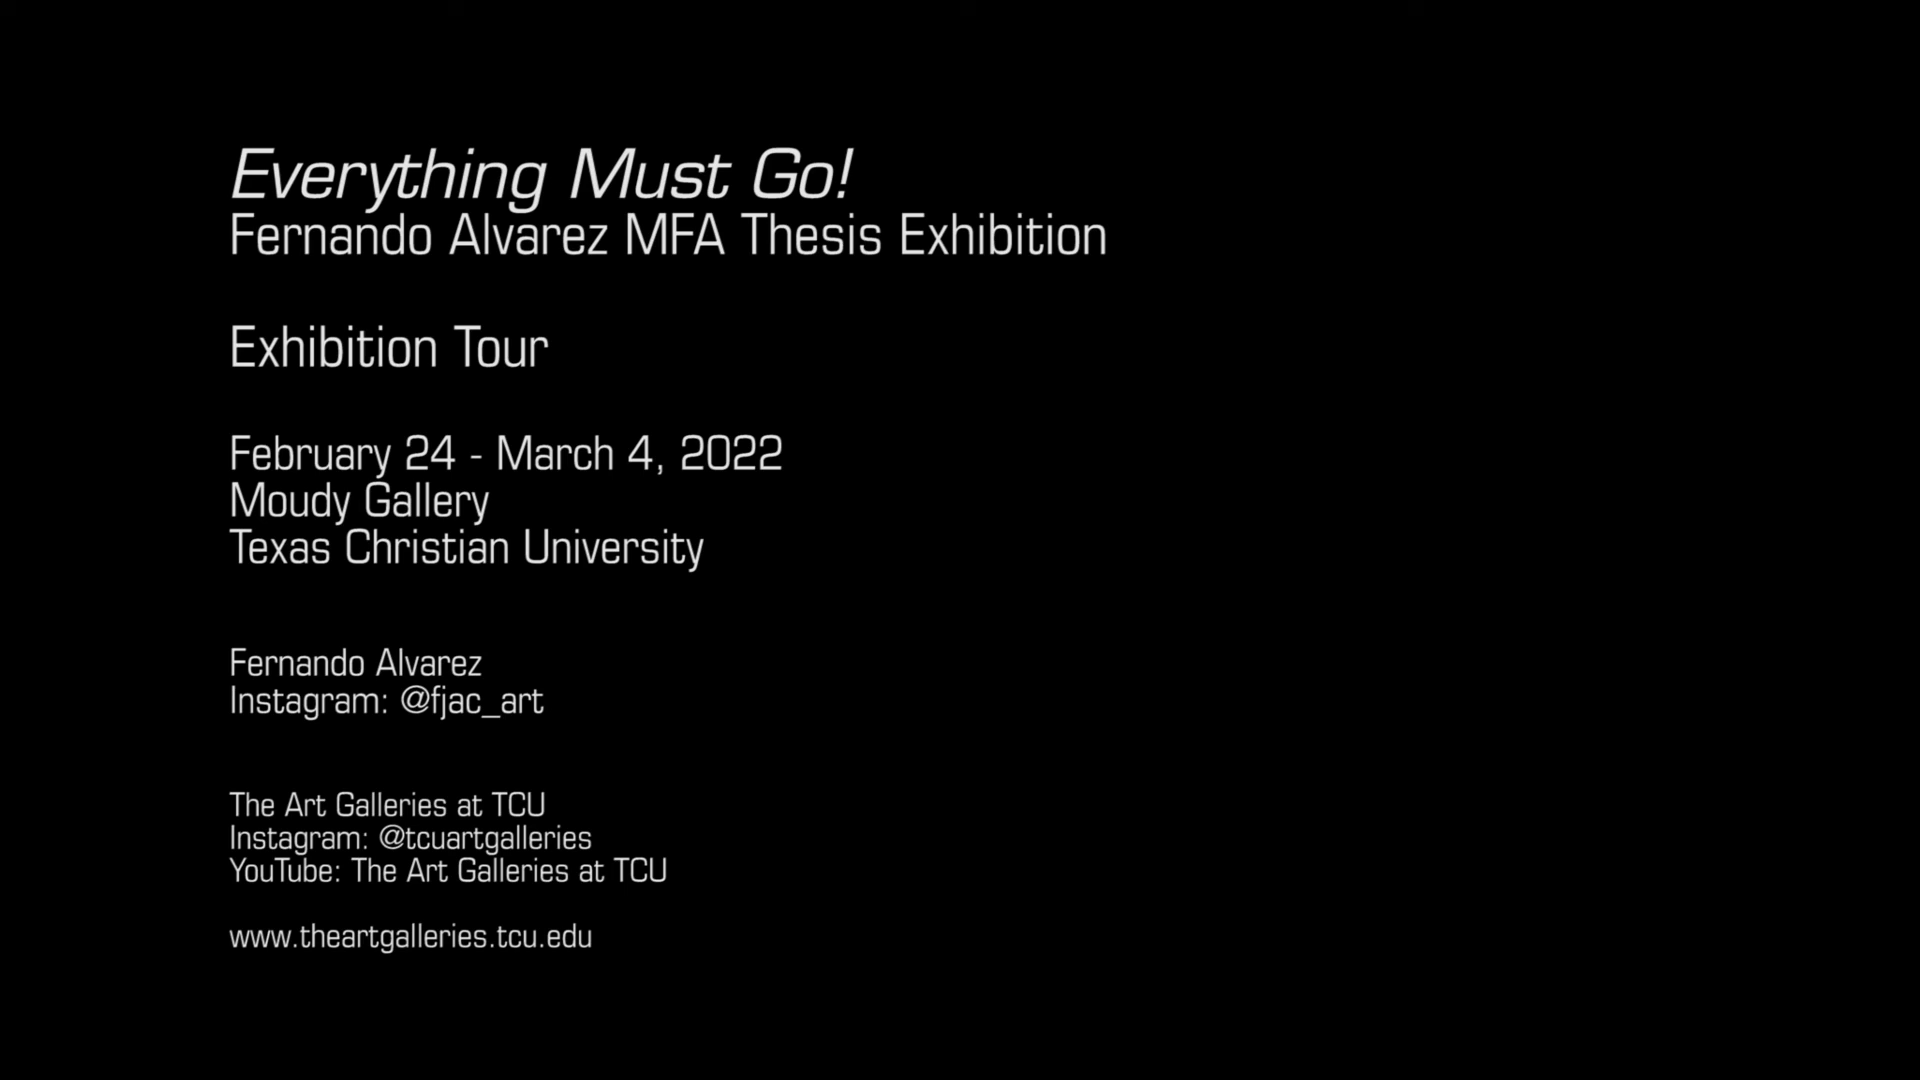 Everything Must Go!
Fernando Alvarez MFA Thesis Exhibition
Exhibition Tour
February 24 - March 4, 2022
Moudy Gallery
Texas Christian University
Fernando Alvarez
Instagram: @fjac_art
The Art Galleries at TCU
Instagram: @tcuartgalleries
YouTube: The Art Galleries at TCU
www.theartgalleries.tcu.edu